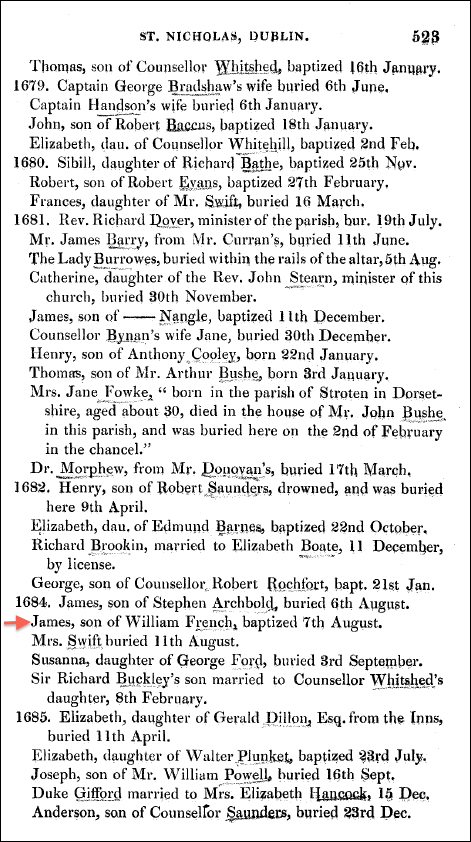 ST. NICHOLAS, DUBLIN. 523
Thomas, son of Counsellor Whitshed, baptized 16th January.
1679. Captain George Bradshaw's wife buried 6th June.
Captain Handson's wife buried 6th January.
John, son of Robert Baccus, baptized 18th January.
Elizabeth, dau. of Counsellor Whitehill, baptized 2nd Feb.
1680. Sibill, daughter of Richard Bathe, baptized 25th Nov.
Robert, son of Robert Evans, baptized 27th February.
Frances, daughter of Mr. Swift, buried 16 March.
1681. Rev. Richard Dover, minister of the parish, bur. 19th July.
Mr. James Barry, from Mr. Curran's, buried 11th June.
The Lady Burrowes, buried within the rails of the altar, 5th Aug.
Catherine, daughter of the Rev. John Stearn, minister of this
church, buried 30th November.
James, son of —— Nangle, baptized 11th December.
Counsellor Bynan's wife Jane, buried 30th December.
Henry, son of Anthony Cooley, born 22nd January.
Thomas, son of Mr. Arthur Bushe, born 3rd January.
Mrs. Jane Fowke, " born in the parish of Stroten in Dorset-
shire, aged about 30, died in the house of Mr. John Bushe
in this parish, and was buried here on the 2nd of February
in the chancel."
Dr. Morphew, from Mr. Donovan's, buried 17th March.
1682. Henry, son of Robert Saunders, drowned, and was buried
here 9th April.
Elizabeth, dau. of Edmund Barnes, baptized 22nd October.
Richard Brookin, married to Elizabeth Boate, 11 December,
by license.
George, son of Counsellor Robert Rochfort, bapt. 21st Jan.
1684. James, son of Stephen Archbold, buried 6th August.
James, son of William French, baptized 7th August.
Mrs. Swift buried 11th August.
Susanna, daughter of George Ford, buried 3rd September.
Sir Richard Buckley's son married to Counsellor Whitshed's
daughter, 8th February.
1685. Elizabeth, daughter of Gerald Dillon, Esq. from the Inns,
buried 11th April.
Elizabeth, daughter of Walter Plunket, baptized 23rd July.
Joseph, son of Mr. William Powell, buried 16th Sept.
Duke Gifford married to Mrs. Elizabeth Hancock, 15 Dec.
Anderson, son of Counsellor Saunders, buried 23rd Dec.